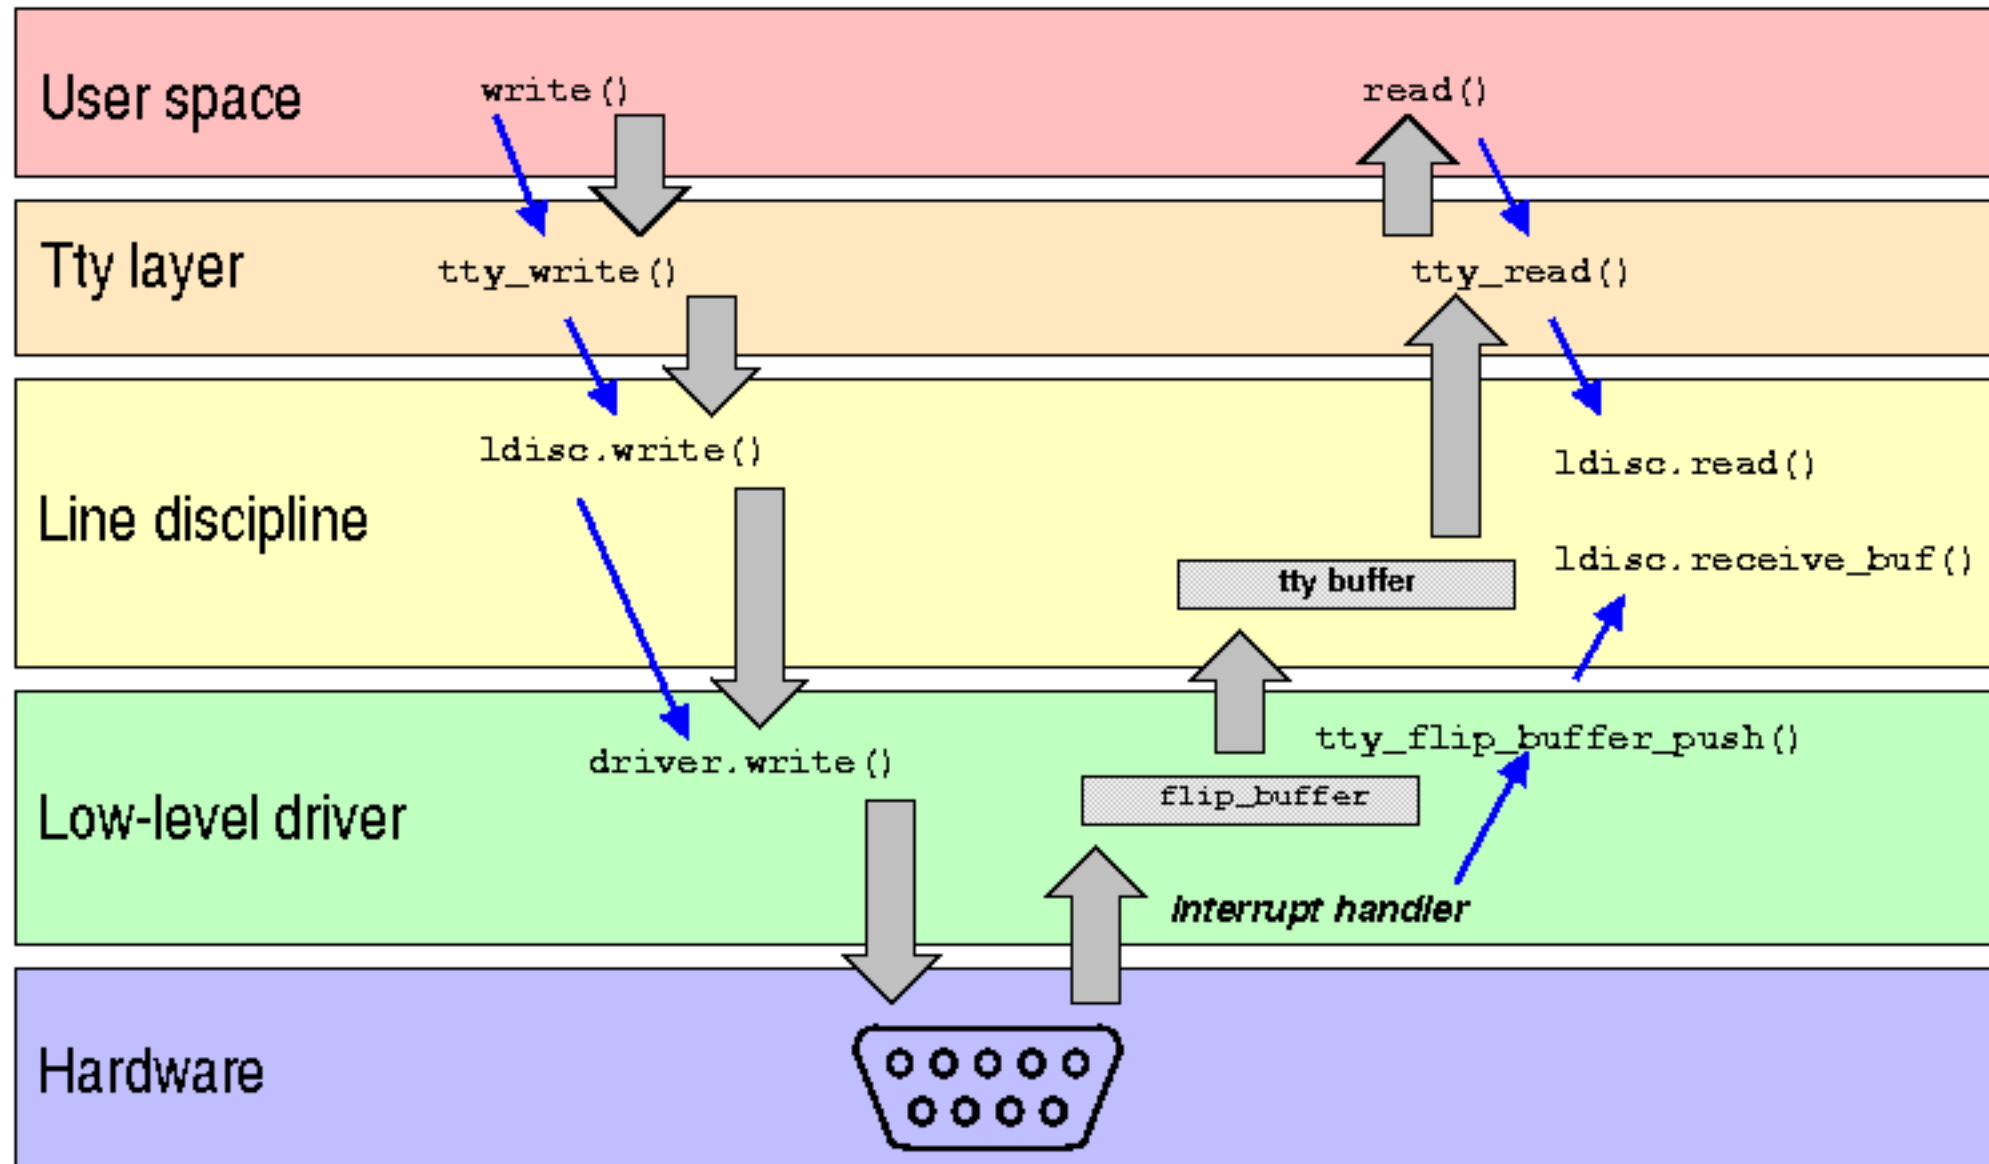 User space
write()
read()
Tty layer
tty_write()
tty_read()
ldisc.write()
ldisc.read()
Line discipline
ldisc.receive_buf()
tty buffer
tty_flip_buffer_push()
driver.write()
flip_buffer
Low-level driver
Interrupt handler
Hardware